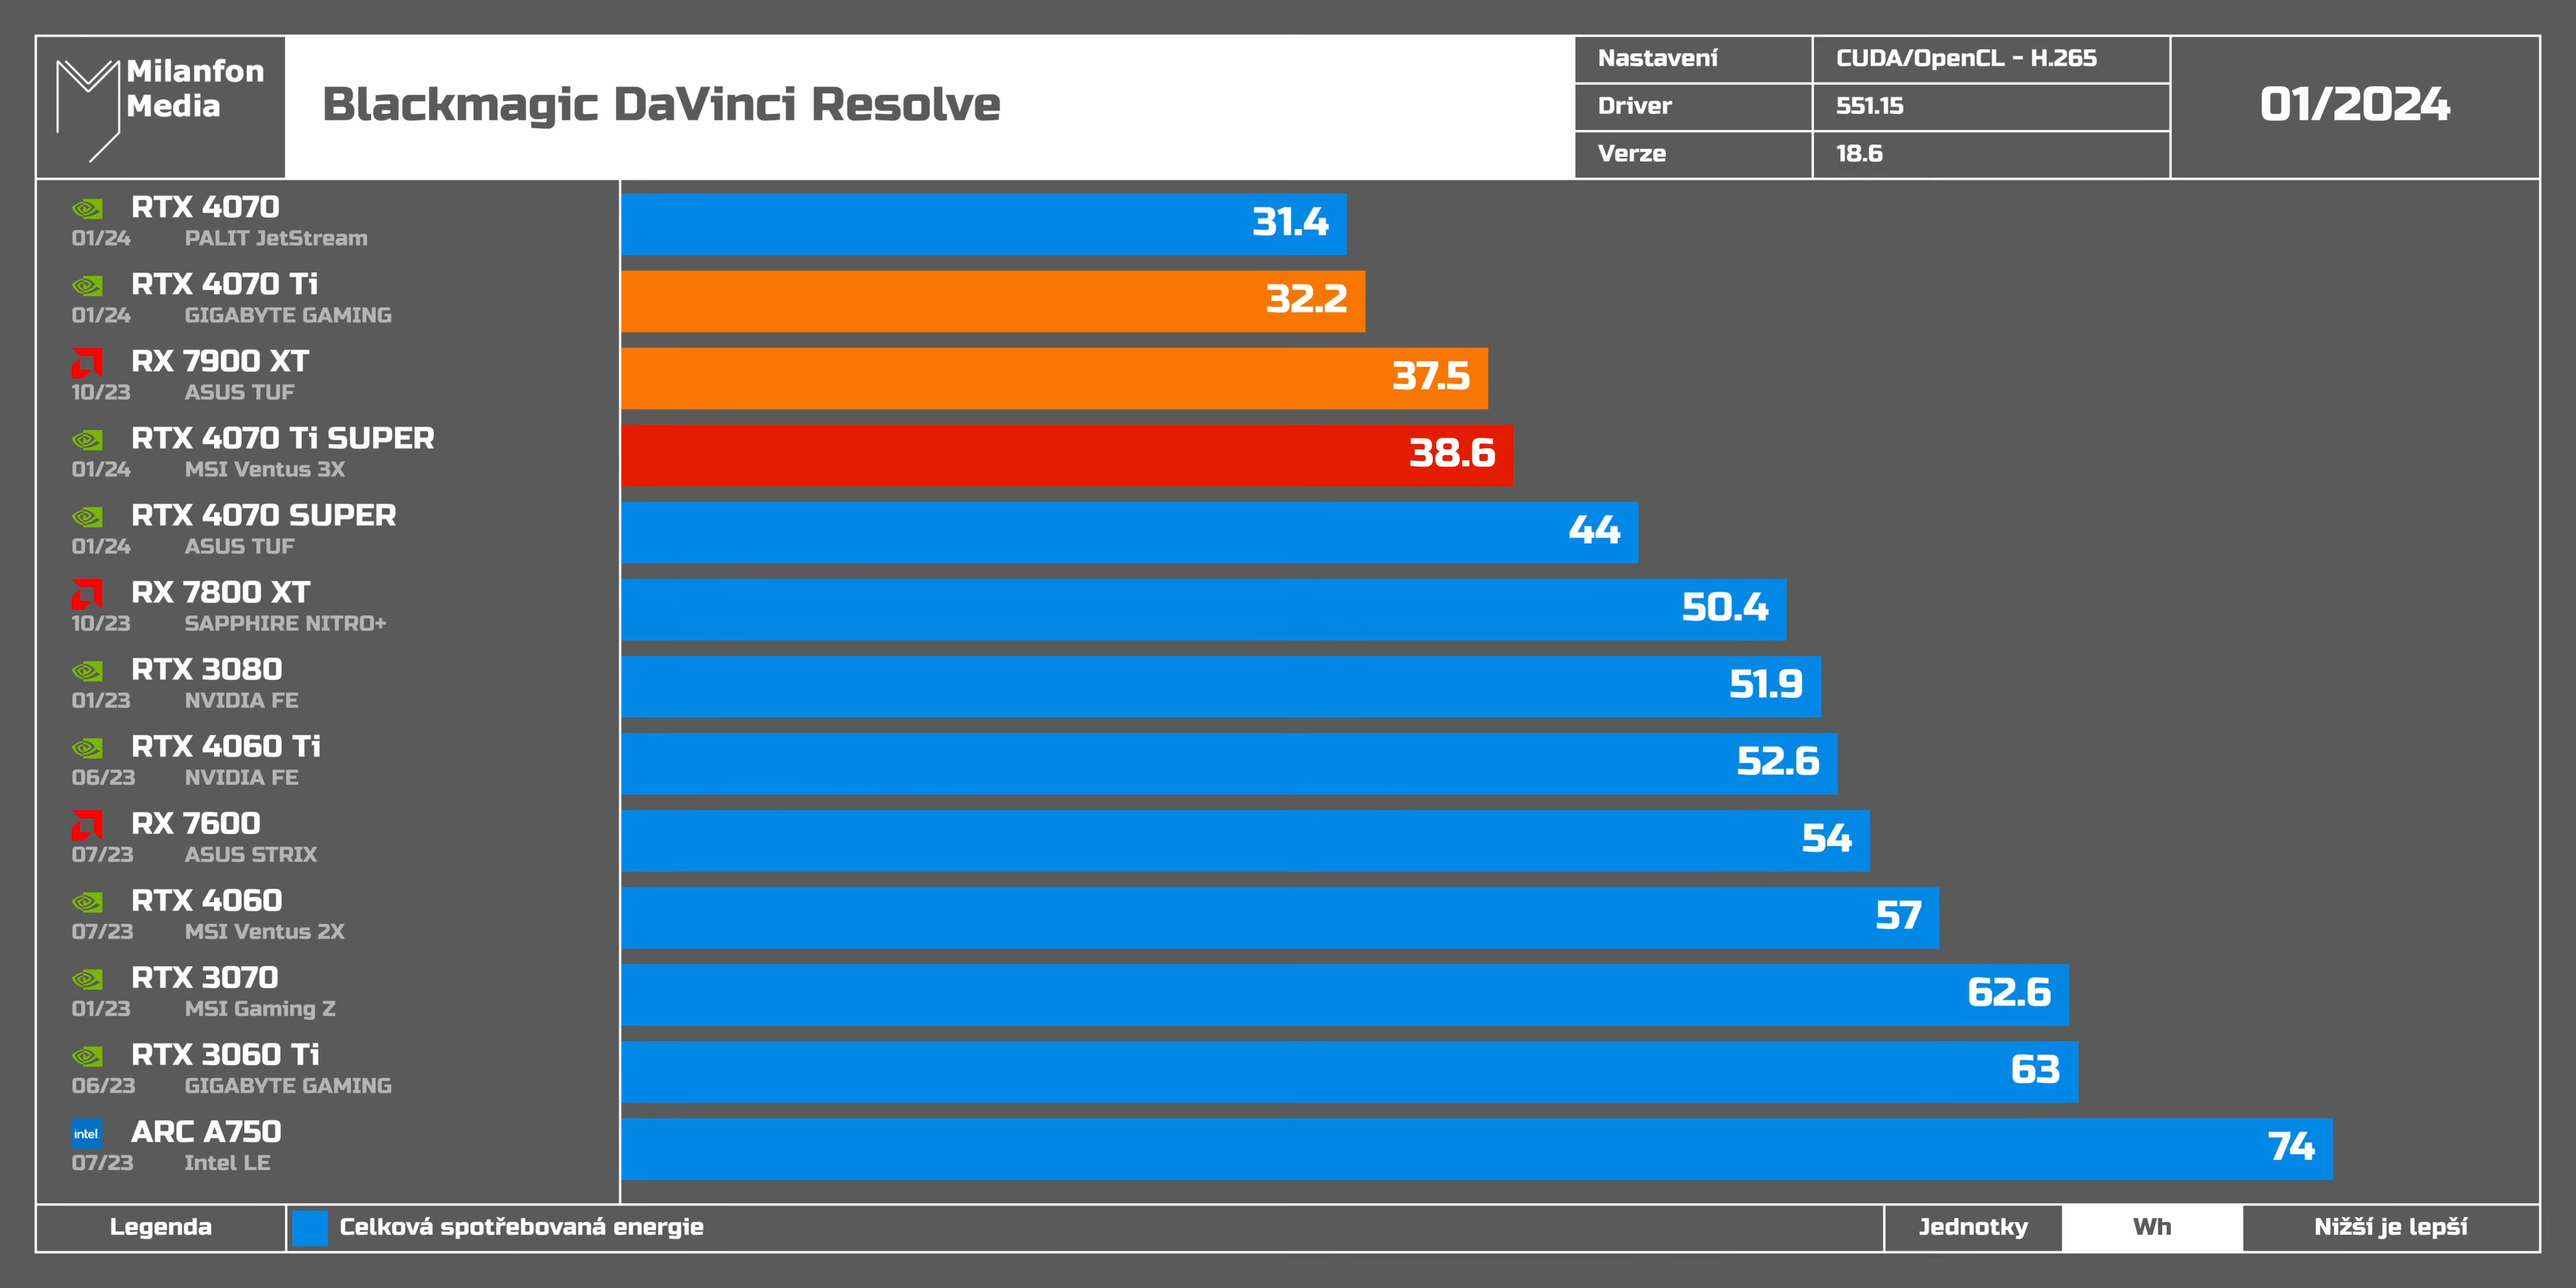 Milanfon
Media
Blackmagic DaVinci Resolve
Nastavení CUDA/OpenCL - H.265
Driver 551.15
Verze 18.6
01/2024
RTX 4070
01/24 PALIT JetStream
31.4
RTX 4070 Ti
01/24 GIGABYTE GAMING
32.2
RX 7900 XT
10/23 ASUS TUF
37.5
RTX 4070 Ti SUPER
01/24 MSI Ventus 3X
38.6
RTX 4070 SUPER
01/24 ASUS TUF
44
RX 7800 XT
10/23 SAPPHIRE NITRO+
50.4
RTX 3080
01/23 NVIDIA FE
51.9
RTX 4060 Ti
06/23 NVIDIA FE
52.6
RX 7600
07/23 ASUS STRIX
54
RTX 4060
07/23 MSI Ventus 2X
57
RTX 3070
01/23 MSI Gaming Z
62.6
RTX 3060 Ti
06/23 GIGABYTE GAMING
63
intel ARC A750
07/23 Intel LE
74
Legenda Celková spotřebovaná energie Jednotky Wh Nižší je lepší